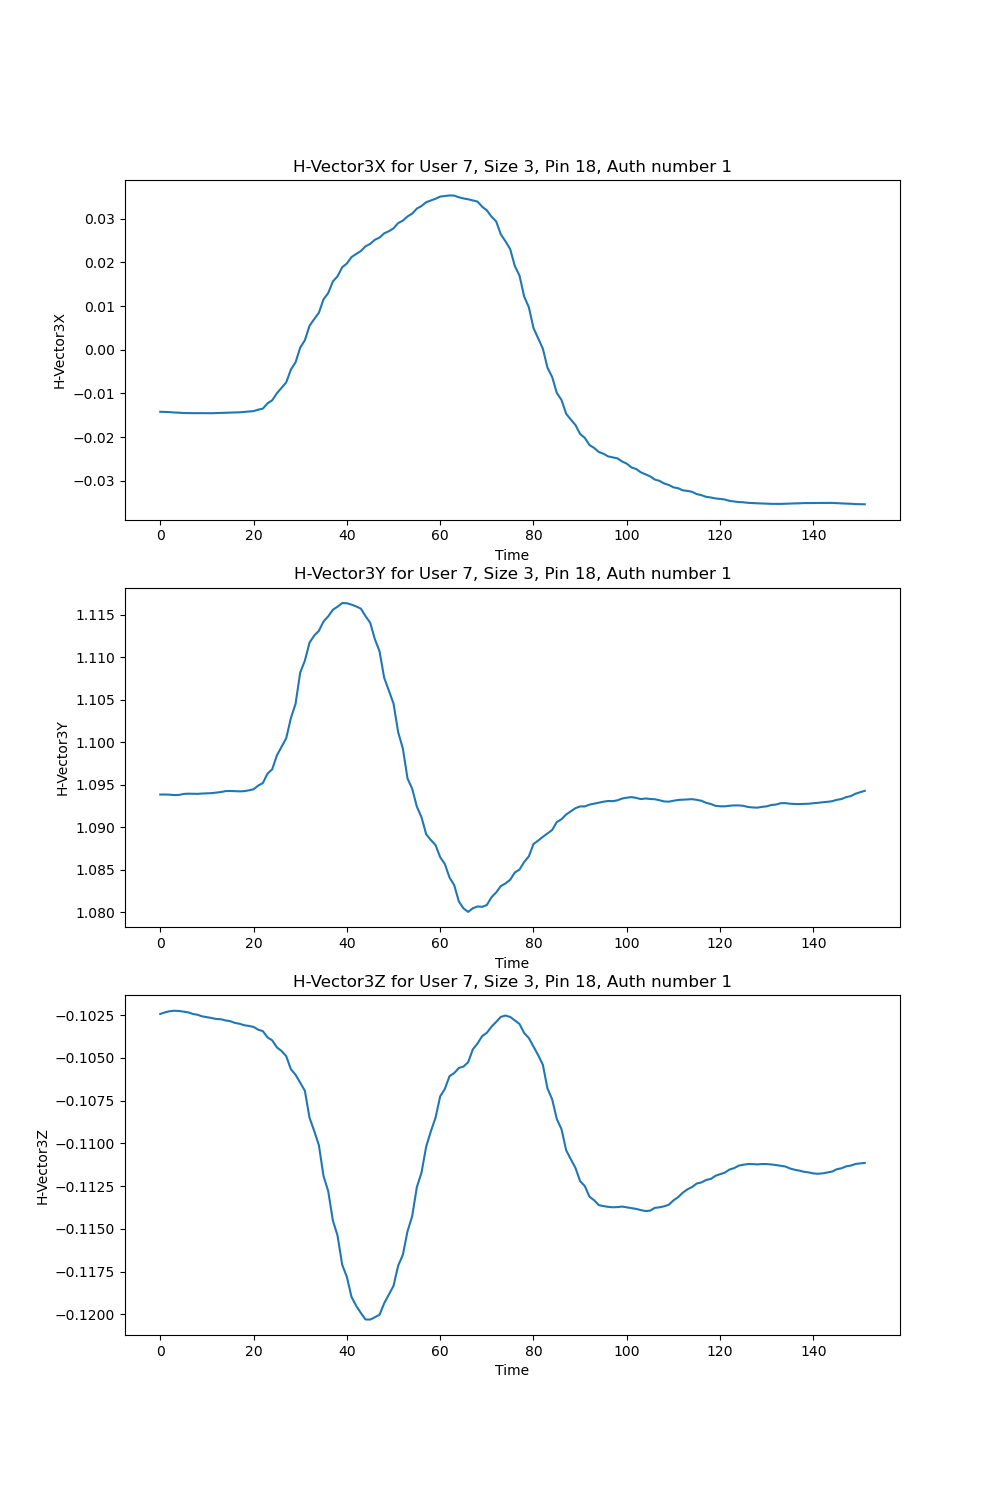 H-Vector3X for User 7, Size 3, Pin 18, Auth number 1
H-Vector3X
0.03
0.02
0.01
0.00
−0.01
−0.02
−0.03
0 20 40 60 80 100 120 140
Time
H-Vector3Y for User 7, Size 3, Pin 18, Auth number 1
H-Vector3Y
1.115
1.110
1.105
1.100
1.095
1.090
1.085
1.080
0 20 40 60 80 100 120 140
Time
H-Vector3Z for User 7, Size 3, Pin 18, Auth number 1
H-Vector3Z
−0.1025
−0.1050
−0.1075
−0.1100
−0.1125
−0.1150
−0.1175
−0.1200
0 20 40 60 80 100 120 140
Time